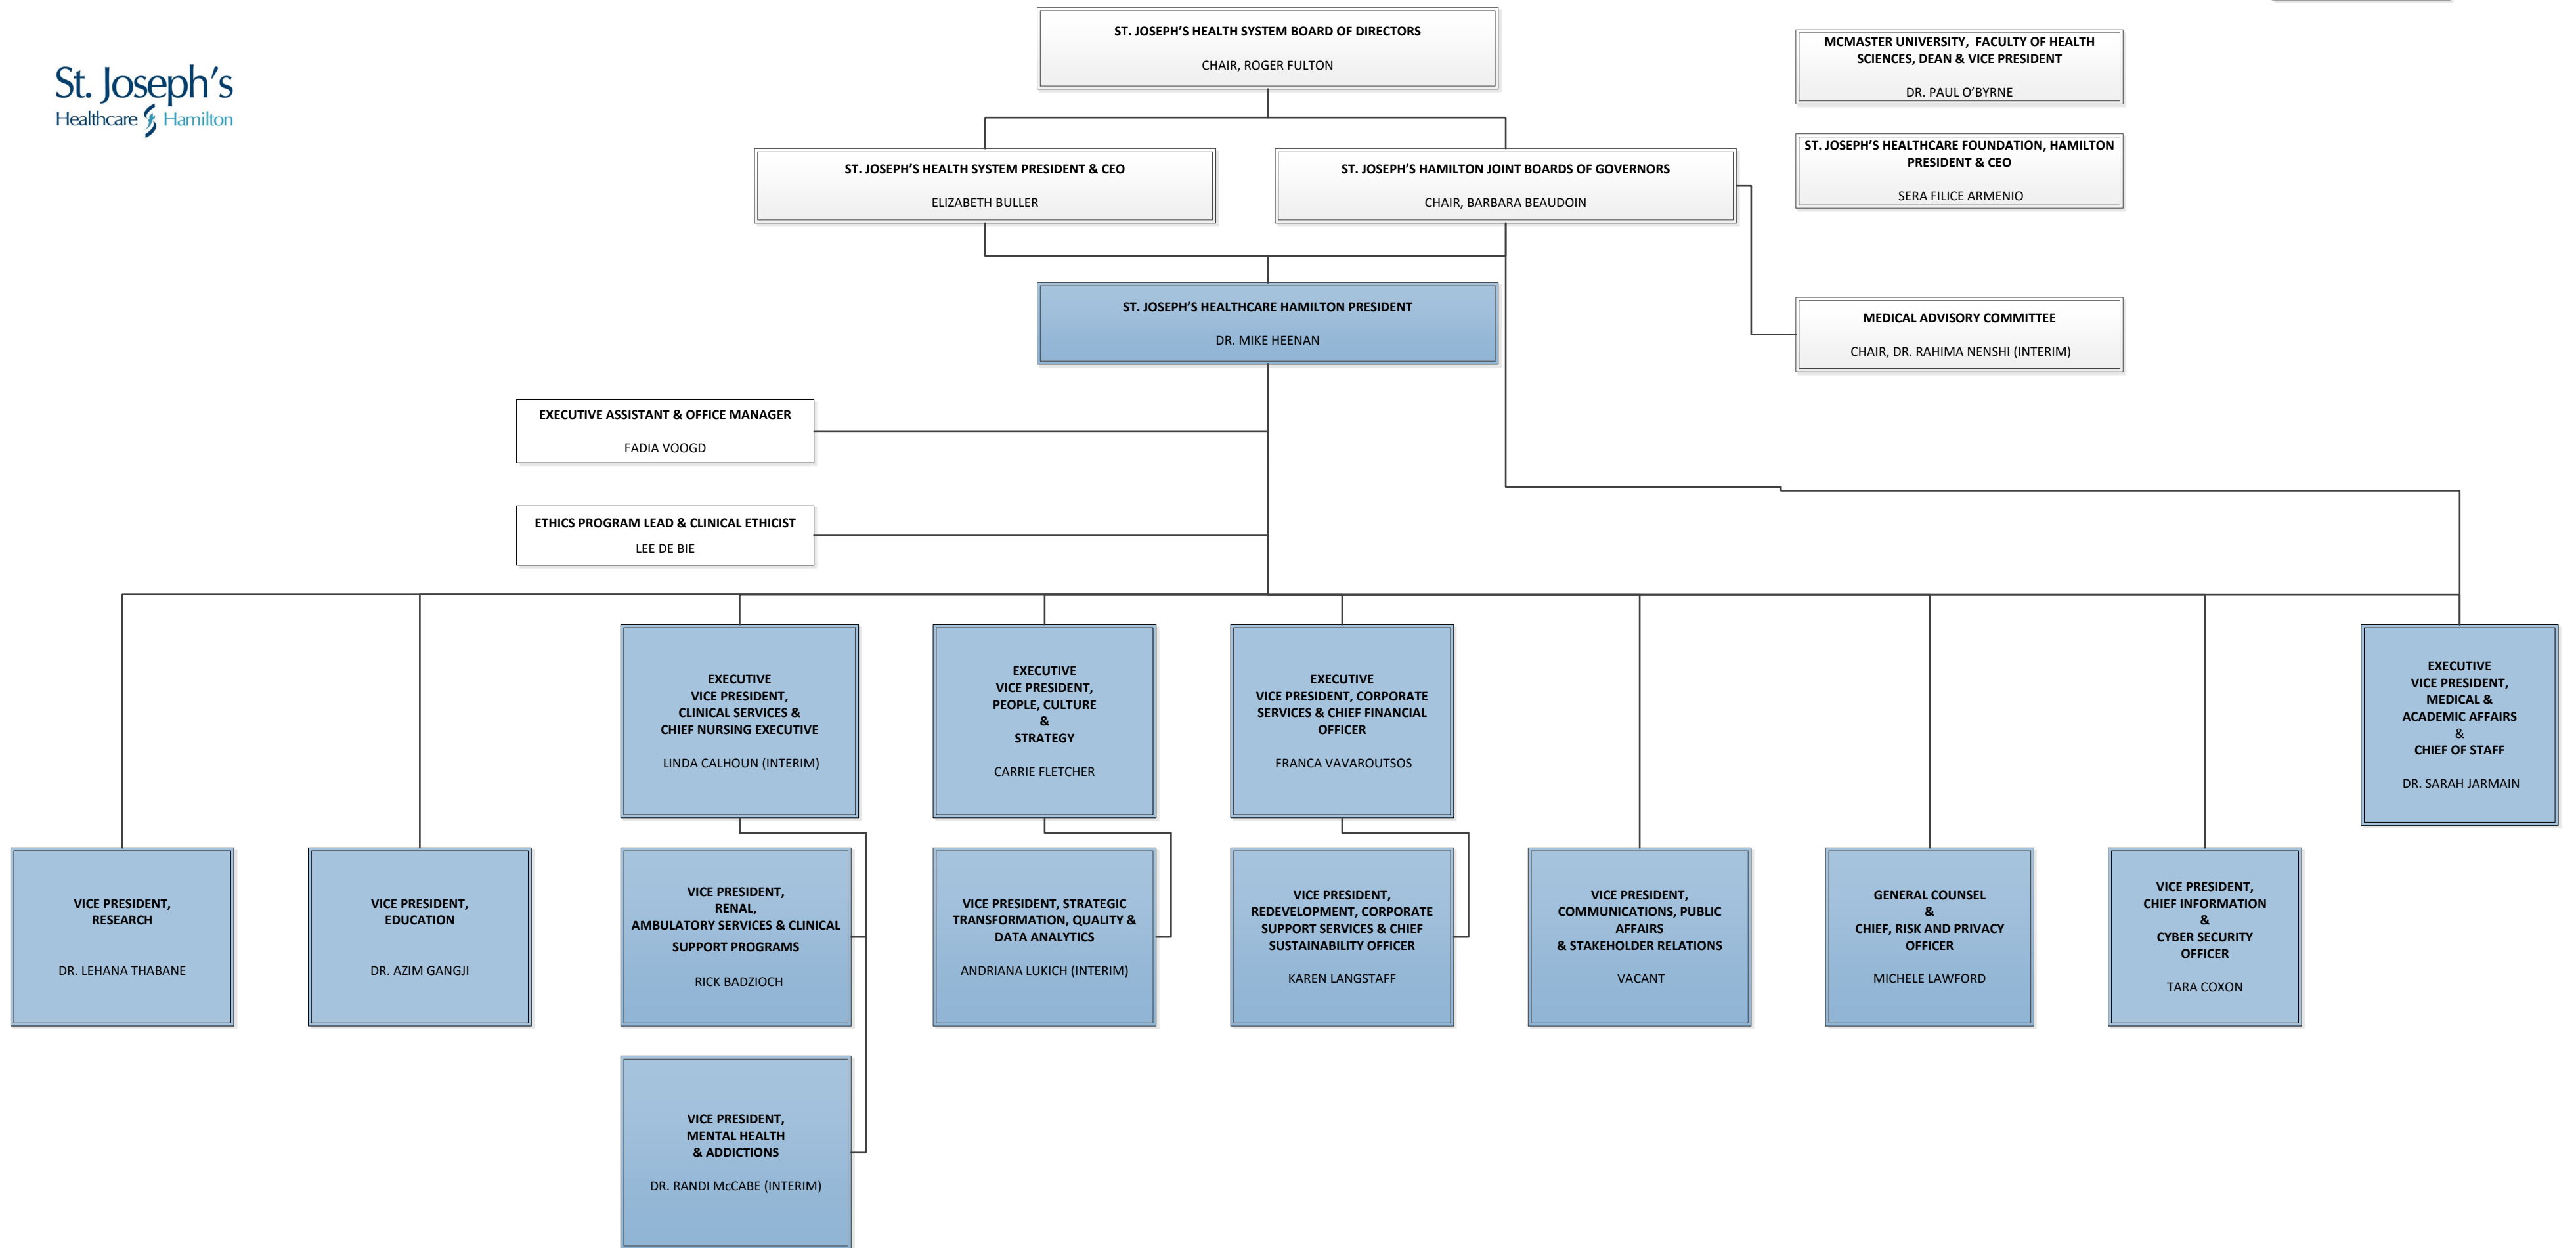 St. Joseph's
Healthcare Hamilton
ST. JOSEPH’S HEALTH SYSTEM BOARD OF DIRECTORS
CHAIR, ROGER FULTON
MCMASTER UNIVERSITY, FACULTY OF HEALTH
SCIENCES, DEAN & VICE PRESIDENT
DR. PAUL O’BYRNE
ST. JOSEPH’S HEALTHCARE FOUNDATION, HAMILTON
PRESIDENT & CEO
SERA FILICE ARMENIO
ST. JOSEPH’S HEALTH SYSTEM PRESIDENT & CEO
ELIZABETH BULLER
ST. JOSEPH’S HAMILTON JOINT BOARDS OF GOVERNORS
CHAIR, BARBARA BEAUDOIN
ST. JOSEPH’S HEALTHCARE HAMILTON PRESIDENT
DR. MIKE HEENAN
MEDICAL ADVISORY COMMITTEE
CHAIR, DR. RAHIMA NENSHI (INTERIM)
EXECUTIVE ASSISTANT & OFFICE MANAGER
FADIA VOOGD
ETHICS PROGRAM LEAD & CLINICAL ETHICIST
LEE DE BIE
EXECUTIVE
VICE PRESIDENT,
CLINICAL SERVICES &
CHIEF NURSING EXECUTIVE
LINDA CALHOUN (INTERIM)
EXECUTIVE
VICE PRESIDENT,
PEOPLE, CULTURE
&
STRATEGY
CARRIE FLETCHER
EXECUTIVE
VICE PRESIDENT, CORPORATE
SERVICES & CHIEF FINANCIAL
OFFICER
FRANCA VAVAROUTSOS
EXECUTIVE
VICE PRESIDENT,
MEDICAL &
ACADEMIC AFFAIRS
&
CHIEF OF STAFF
DR. SARAH JARMAIN
VICE PRESIDENT,
RESEARCH
DR. LEHANA THABANE
VICE PRESIDENT,
EDUCATION
DR. AZIM GANGJI
VICE PRESIDENT,
RENAL,
AMBULATORY SERVICES & CLINICAL
SUPPORT PROGRAMS
RICK BADZIOCH
VICE PRESIDENT, STRATEGIC
TRANSFORMATION, QUALITY &
DATA ANALYTICS
ANDRIANA LUKICH (INTERIM)
VICE PRESIDENT,
REDEVELOPMENT, CORPORATE
SUPPORT SERVICES & CHIEF
SUSTAINABILITY OFFICER
KAREN LANGSTAFF
VICE PRESIDENT,
COMMUNICATIONS, PUBLIC
AFFAIRS
& STAKEHOLDER RELATIONS
VACANT
GENERAL COUNSEL
&
CHIEF, RISK AND PRIVACY
OFFICER
MICHELE LAWFORD
VICE PRESIDENT,
CHIEF INFORMATION
&
CYBER SECURITY
OFFICER
TARA COXON
VICE PRESIDENT,
MENTAL HEALTH
& ADDICTIONS
DR. RANDI McCABE (INTERIM)